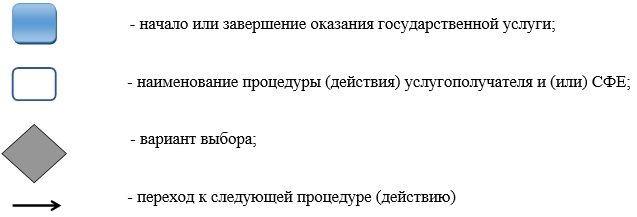 - начало или завершение оказания государственной услуги;
- наименование процедуры (действия) услугополучателя и (или) СФЕ;
- вариант выбора;
- переход к следующей процедуре (действию)